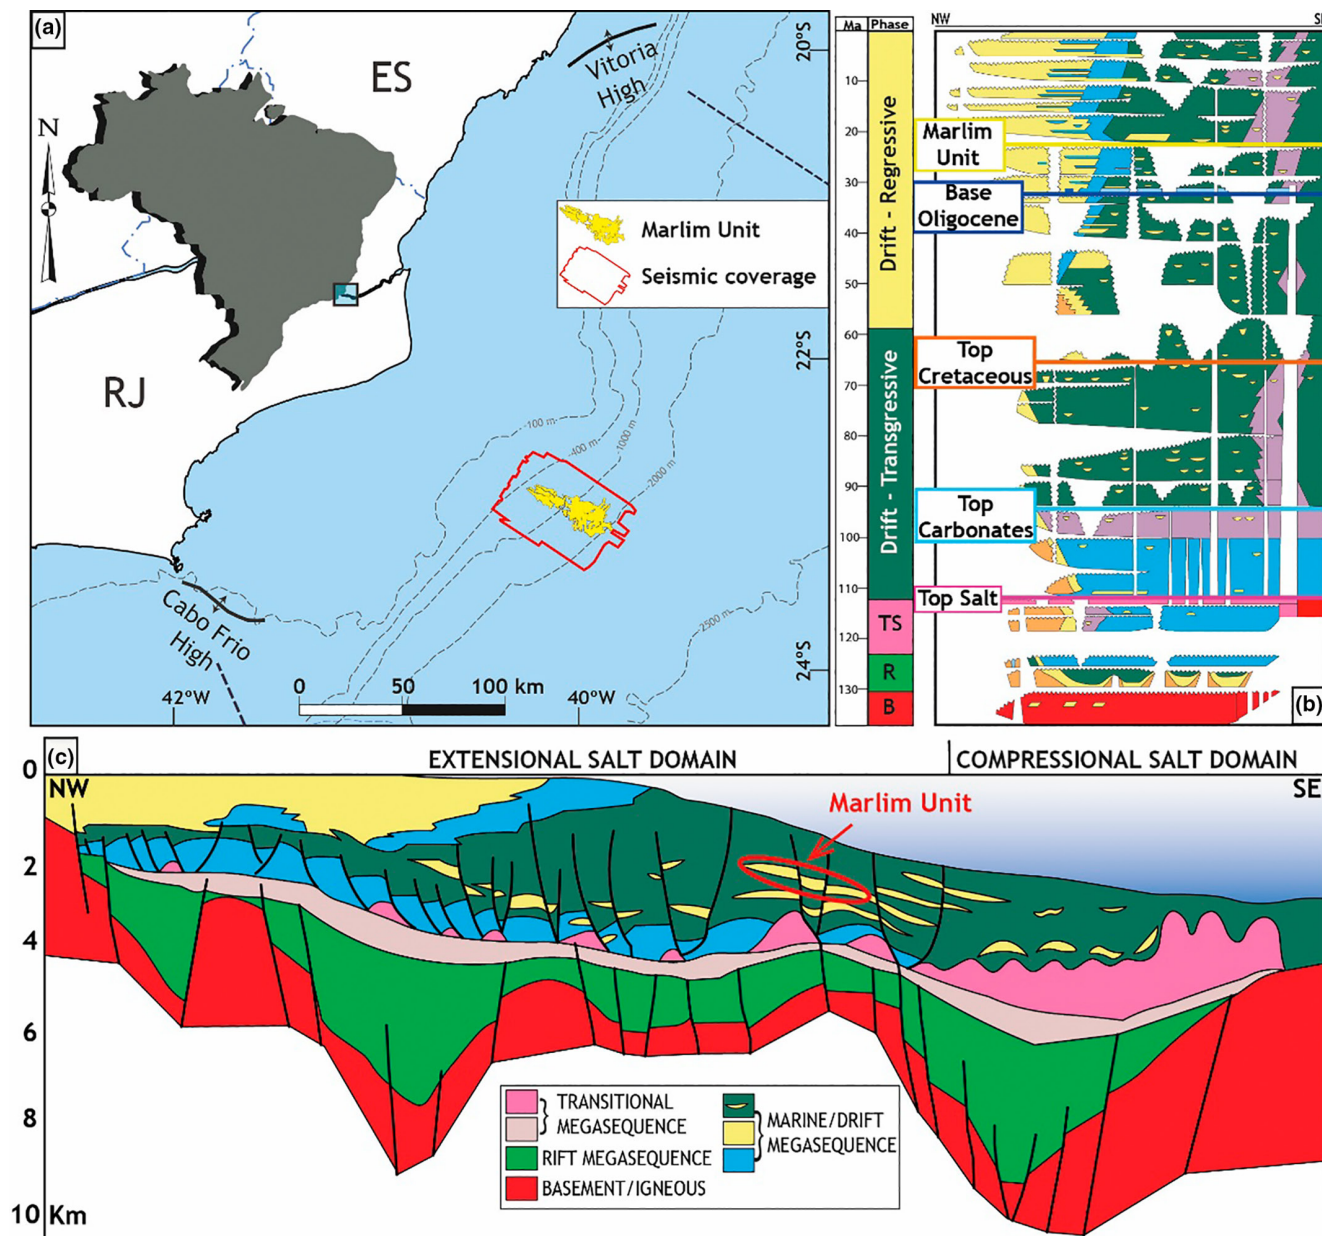 (a)
ES
Vitoria
High
20°S
N
Marlim Unit
Seismic coverage
RJ
22°S
100 m
400 m
1000 m
2000 m
2500 m
Cabo Frio
High
24°S
42°W
0 50 100 km
40°W
Ma Phase NW SE
10
20
30
40
50
60
70
80
90
100
110
120
130
Drift - Regressive
Drift - Transgressive
TS
R
B
Marlim
Unit
Base
Oligocene
Top
Cretaceous
Top
Carbonates
Top Salt
(b)
(c) EXTENSIONAL SALT DOMAIN COMPRESSIONAL SALT DOMAIN
0 NW SE
Marlim Unit
2
4
6
8
10 Km
TRANSITIONAL
MEGASEQUENCE
RIFT MEGASEQUENCE
BASEMENT/IGNEOUS
MARINE/DRIFT
MEGASEQUENCE